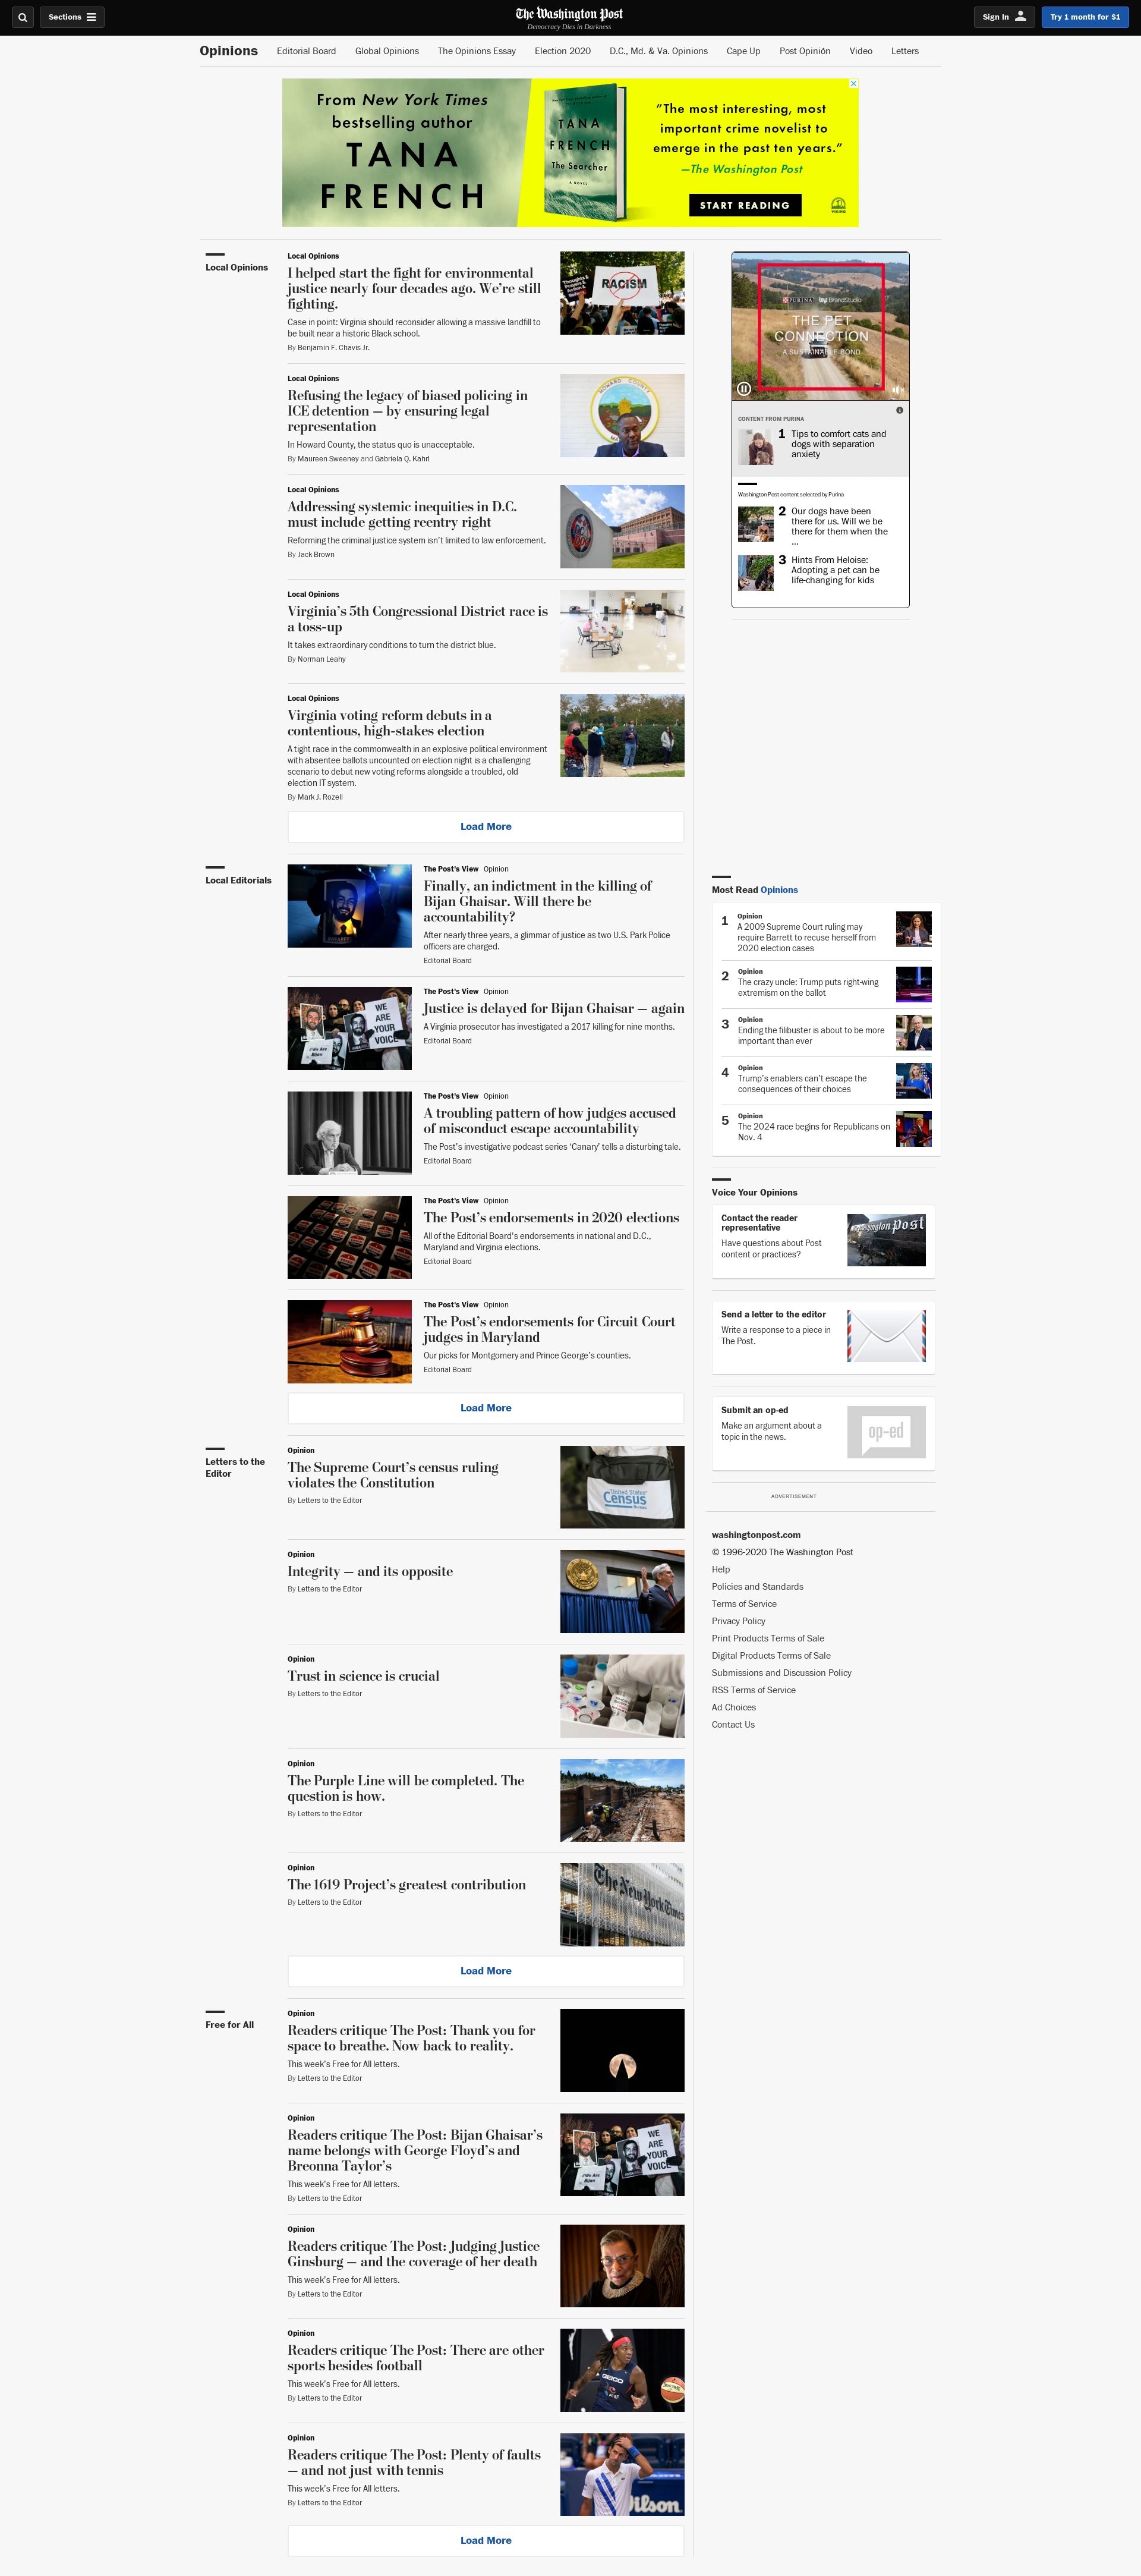 Sections
The Washington Post
Democracy Dies in Darkness
Sign In
Try 1 month for $1
Opinions
Editorial Board
Global Opinions
The Opinions Essay
Election 2020
D.C., Md. & Va. Opinions
Cape Up
Post Opinión
Video
Letters
From New York Times
bestselling author
TANA
FRENCH
TANA
FRENCH
The Searcher
A NOVEL
"The most interesting, most
important crime novelist to
emerge in the past ten years."
—The Washington Post
START READING
VIKING
Local Opinions
Local Opinions
I helped start the fight for environmental
justice nearly four decades ago. We’re still
fighting.
Case in point: Virginia should reconsider allowing a massive landfill to
be built near a historic Black school.
By Benjamin F. Chavis Jr.
RACISM
Local Opinions
Refusing the legacy of biased policing in
ICE detention — by ensuring legal
representation
In Howard County, the status quo is unacceptable.
By Maureen Sweeney and Gabriela Q. Kahrl
Local Opinions
Addressing systemic inequities in D.C.
must include getting reentry right
Reforming the criminal justice system isn’t limited to law enforcement.
By Jack Brown
Local Opinions
Virginia’s 5th Congressional District race is
a toss-up
It takes extraordinary conditions to turn the district blue.
By Norman Leahy
Local Opinions
Virginia voting reform debuts in a
contentious, high-stakes election
A tight race in the commonwealth in an explosive political environment
with absentee ballots uncounted on election night is a challenging
scenario to debut new voting reforms alongside a troubled, old
election IT system.
By Mark J. Rozell
Load More
PURINA
BrandStudio
THE PET
CONNECTION
A SUSTAINABLE BOND
CONTENT FROM PURINA
1 Tips to comfort cats and
dogs with separation
anxiety
Washington Post content selected by Purina
2 Our dogs have been
there for us. Will we be
there for them when the
...
3 Hints From Heloise:
Adopting a pet can be
life-changing for kids
Local Editorials
The Post's View Opinion
Finally, an indictment in the killing of
Bijan Ghaisar. Will there be
accountability?
After nearly three years, a glimmar of justice as two U.S. Park Police
officers are charged.
Editorial Board
The Post's View Opinion
Justice is delayed for Bijan Ghaisar — again
A Virginia prosecutor has investigated a 2017 killing for nine months.
Editorial Board
WE
ARE
YOUR
VOICE
The Post's View Opinion
A troubling pattern of how judges accused
of misconduct escape accountability
The Post’s investigative podcast series ‘Canary’ tells a disturbing tale.
Editorial Board
The Post's View Opinion
The Post’s endorsements in 2020 elections
All of the Editorial Board’s endorsements in national and D.C.,
Maryland and Virginia elections.
Editorial Board
The Post's View Opinion
The Post’s endorsements for Circuit Court
judges in Maryland
Our picks for Montgomery and Prince George’s counties.
Editorial Board
Load More
Most Read Opinions
1 Opinion
A 2009 Supreme Court ruling may
require Barrett to recuse herself from
2020 election cases
2 Opinion
The crazy uncle: Trump puts right-wing
extremism on the ballot
3 Opinion
Ending the filibuster is about to be more
important than ever
4 Opinion
Trump’s enablers can’t escape the
consequences of their choices
5 Opinion
The 2024 race begins for Republicans on
Nov. 4
Voice Your Opinions
Contact the reader
representative
Have questions about Post
content or practices?
Washington Post
Send a letter to the editor
Write a response to a piece in
The Post.
Submit an op-ed
Make an argument about a
topic in the news.
op-ed
ADVERTISEMENT
washingtonpost.com
© 1996-2020 The Washington Post
Help
Policies and Standards
Terms of Service
Privacy Policy
Print Products Terms of Sale
Digital Products Terms of Sale
Submissions and Discussion Policy
RSS Terms of Service
Ad Choices
Contact Us
Letters to the
Editor
Opinion
The Supreme Court’s census ruling
violates the Constitution
By Letters to the Editor
United States
Census
Bureau
Opinion
Integrity — and its opposite
By Letters to the Editor
Opinion
Trust in science is crucial
By Letters to the Editor
Opinion
The Purple Line will be completed. The
question is how.
By Letters to the Editor
Opinion
The 1619 Project’s greatest contribution
By Letters to the Editor
The New York Times
Load More
Free for All
Opinion
Readers critique The Post: Thank you for
space to breathe. Now back to reality.
This week's Free for All letters.
By Letters to the Editor
Opinion
Readers critique The Post: Bijan Ghaisar’s
name belongs with George Floyd’s and
Breonna Taylor’s
This week's Free for All letters.
By Letters to the Editor
WE
ARE
YOUR
VOICE
Opinion
Readers critique The Post: Judging Justice
Ginsburg — and the coverage of her death
This week's Free for All letters.
By Letters to the Editor
Opinion
Readers critique The Post: There are other
sports besides football
This week's Free for All letters.
By Letters to the Editor
GEICO
Opinion
Readers critique The Post: Plenty of faults
— and not just with tennis
This week's Free for All letters.
By Letters to the Editor
Wilson
Load More